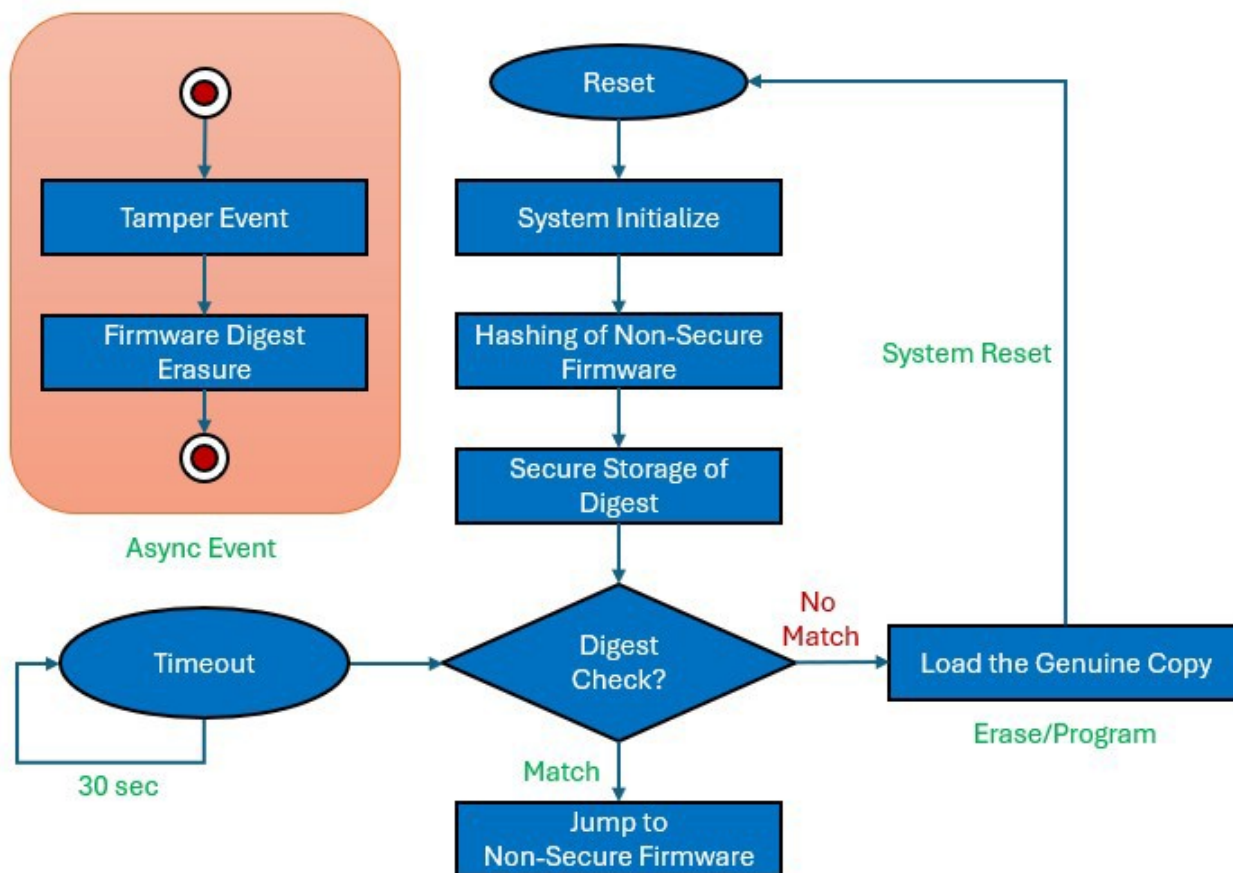 Reset
Tamper Event
System Initialize
Firmware Digest
Erasure
Hashing of Non-Secure
Firmware
System Reset
Secure Storage of
Digest
Async Event
No
Match
Timeout
Digest
Check?
Load the Genuine Copy
Erase/Program
30 sec
Match
Jump to
Non-Secure Firmware